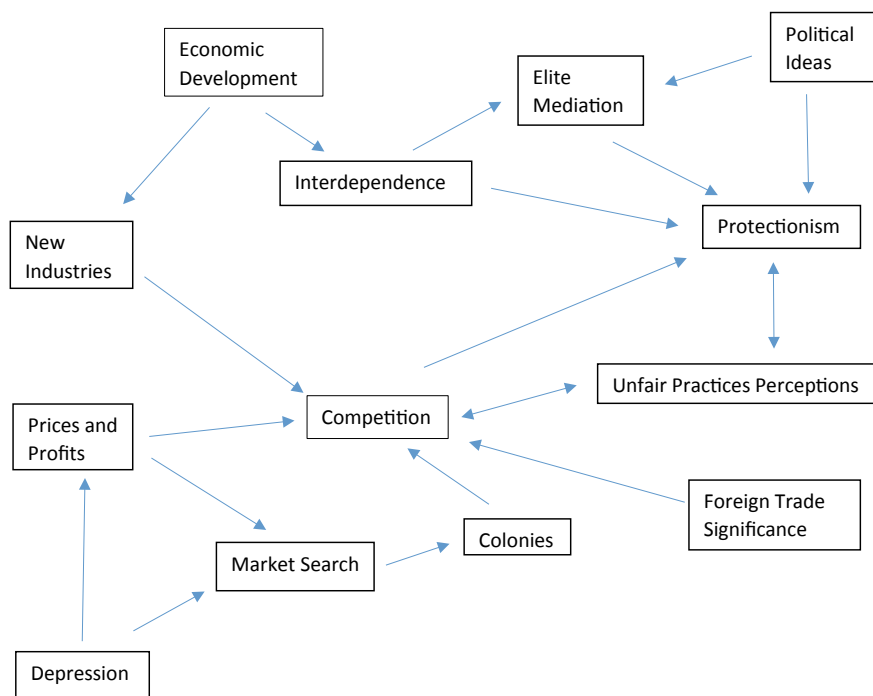 Economic
Development
Political
Ideas
Elite
Mediation
Interdependence
Protectionism
New
Industries
Unfair Practices Perceptions
Prices and
Profits
Competition
Foreign Trade
Significance
Colonies
Market Search
Depression